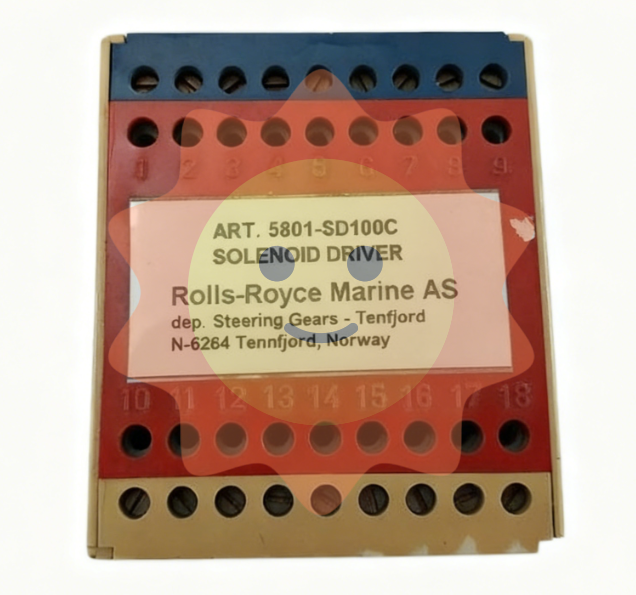 1 2 3 4 5 6 7 8 9
ART. 5801-SD100C
SOLENOID DRIVER
Rolls-Royce Marine AS
dep. Steering Gears - Tenfjord
N-6264 Tennfjord, Norway
10 11 12 13 14 15 16 17 18